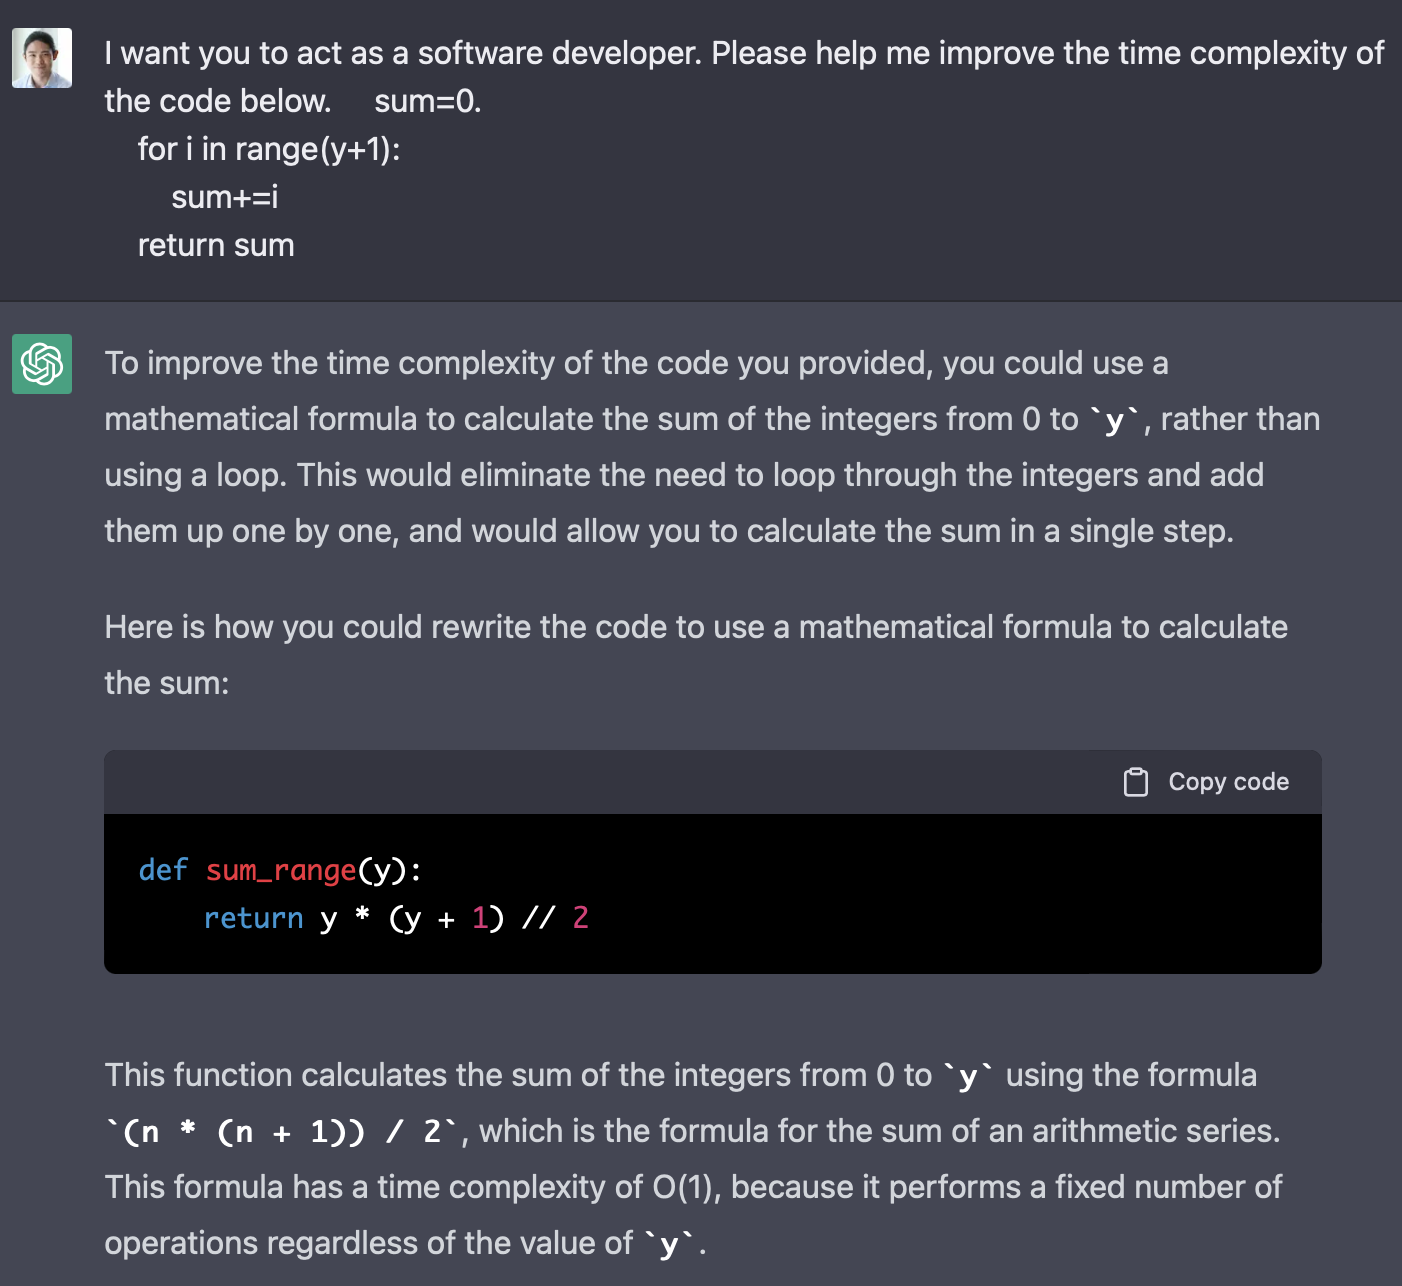 I want you to act as a software developer. Please help me improve the time complexity of
the code below.     sum=0.
    for i in range(y+1):
        sum+=i
    return sum
To improve the time complexity of the code you provided, you could use a
mathematical formula to calculate the sum of the integers from 0 to `y`, rather than
using a loop. This would eliminate the need to loop through the integers and add
them up one by one, and would allow you to calculate the sum in a single step.
Here is how you could rewrite the code to use a mathematical formula to calculate
the sum:
Copy code
def sum_range(y):
    return y * (y + 1) // 2
This function calculates the sum of the integers from 0 to `y` using the formula
`(n * (n + 1)) / 2`, which is the formula for the sum of an arithmetic series.
This formula has a time complexity of O(1), because it performs a fixed number of
operations regardless of the value of `y`.